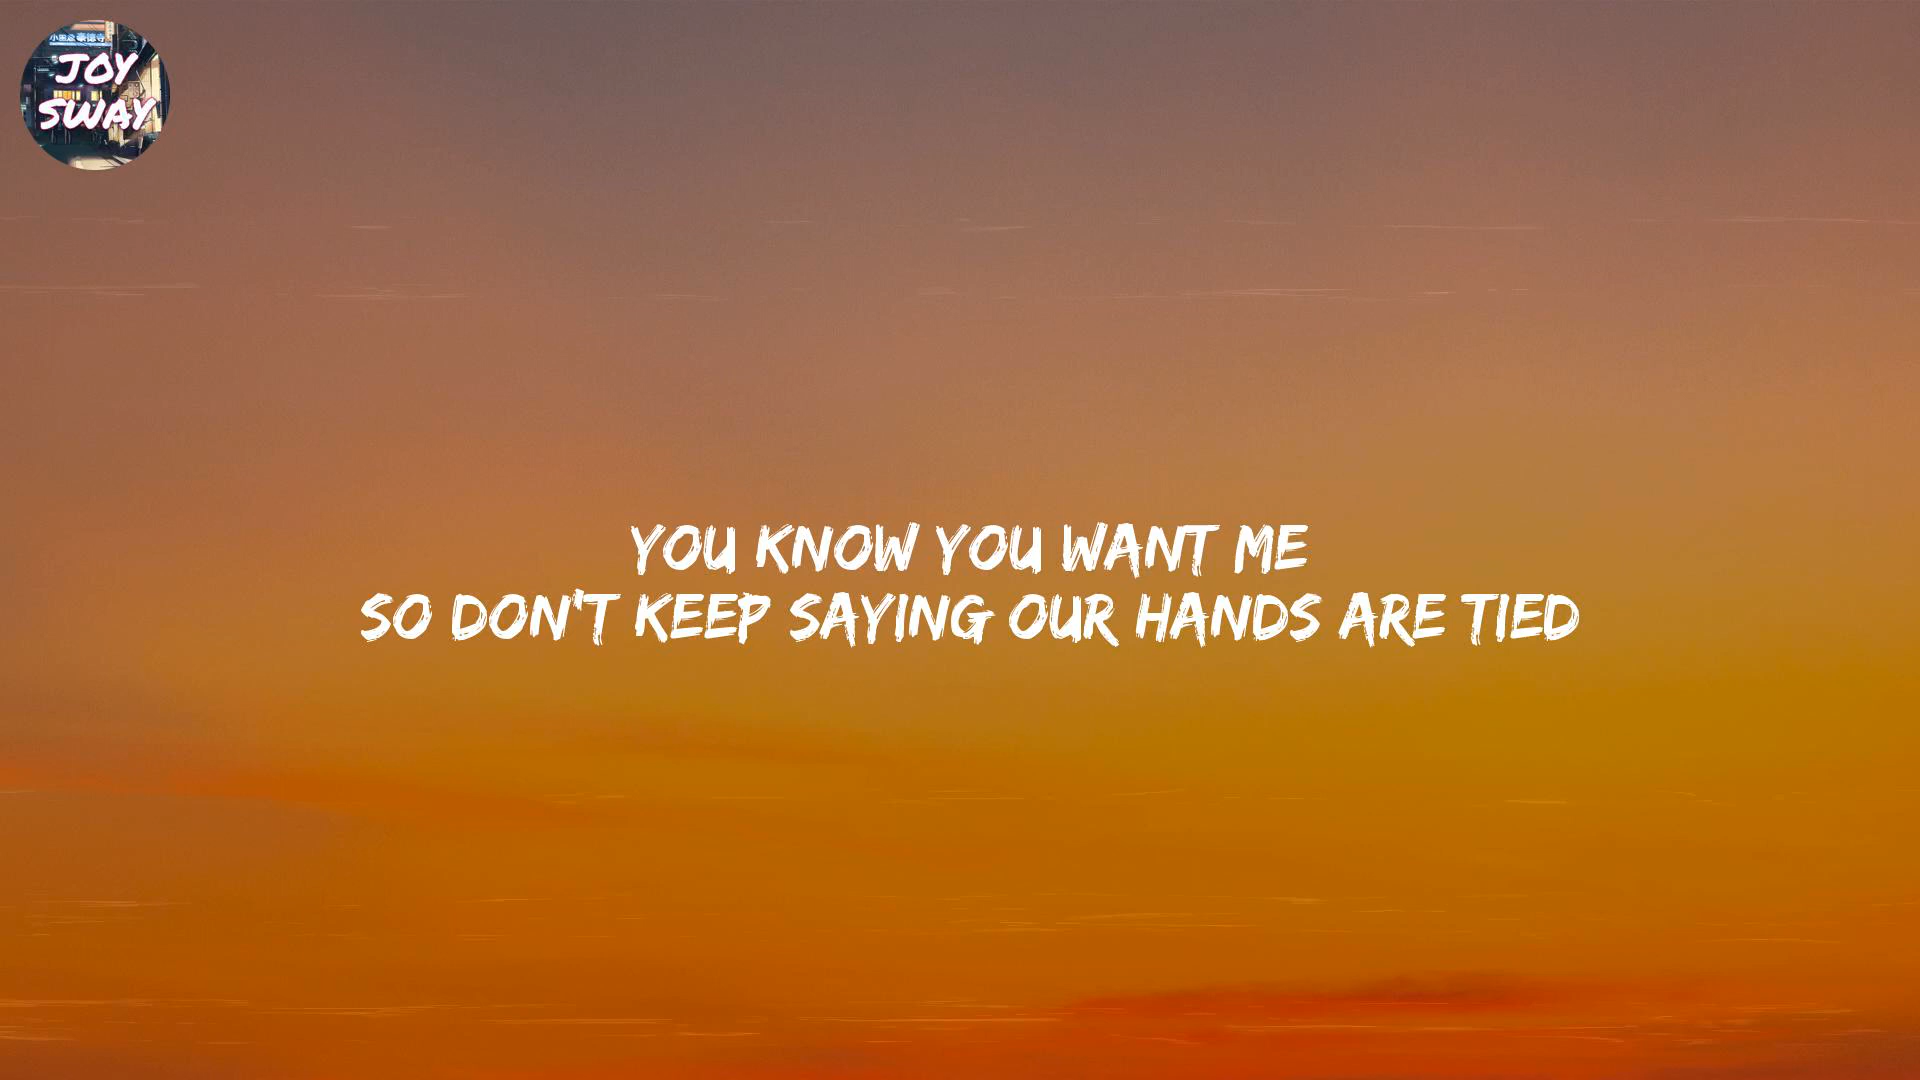 JOY
SWAY
YOU KNOW YOU WANT ME
SO DON'T KEEP SAYING OUR HANDS ARE TIED